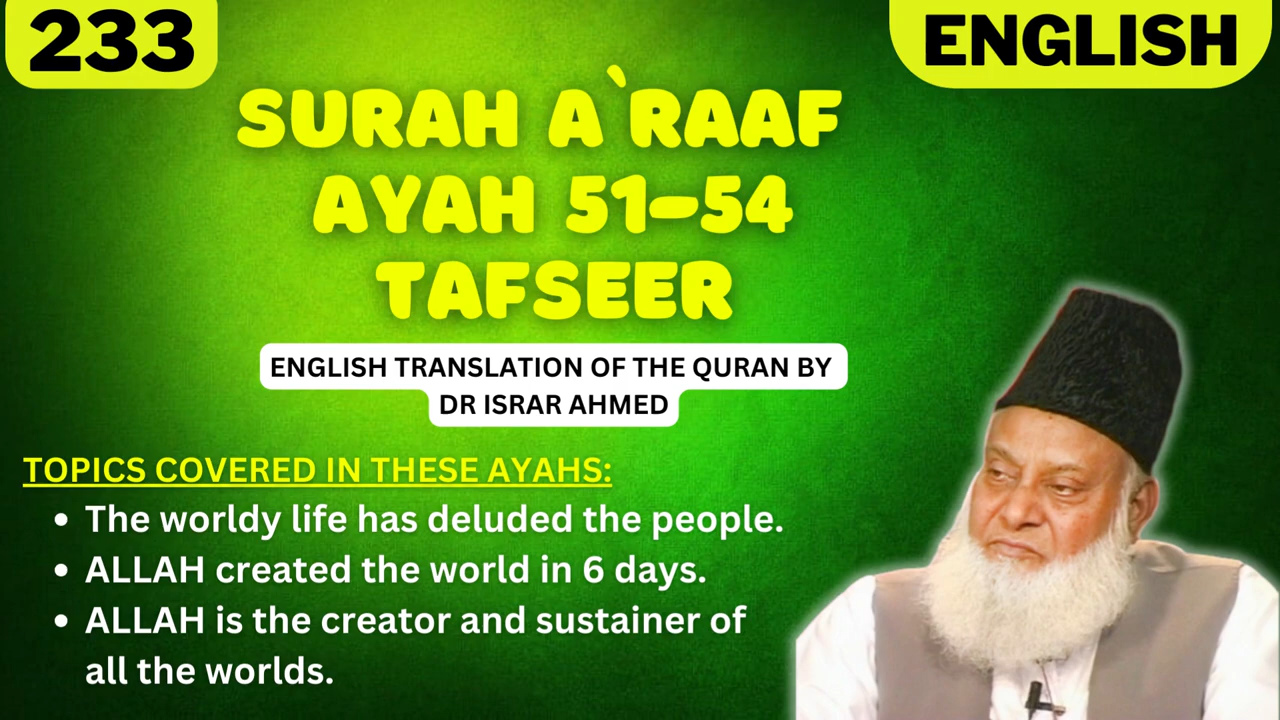 233
ENGLISH
SURAH A`RAAF
AYAH 51-54
TAFSEER
ENGLISH TRANSLATION OF THE QURAN BY
DR ISRAR AHMED
TOPICS COVERED IN THESE AYAHS:
• The worldy life has deluded the people.
• ALLAH created the world in 6 days.
• ALLAH is the creator and sustainer of
all the worlds.